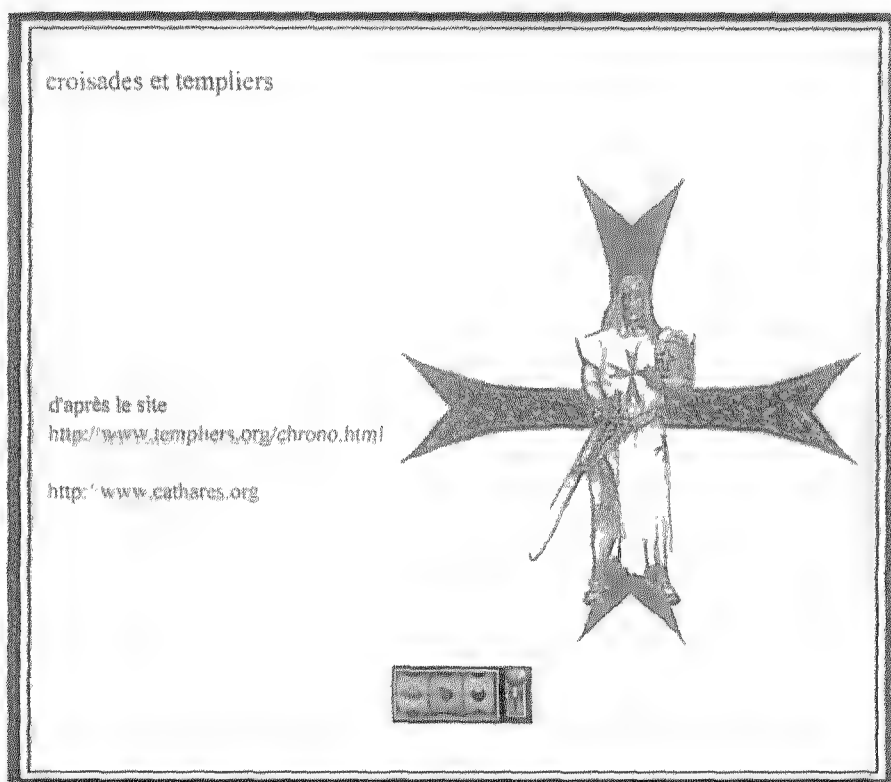 croisades et templiers
d'après le site
http://www.templiers.org/chrono.html
http://www.cathares.org